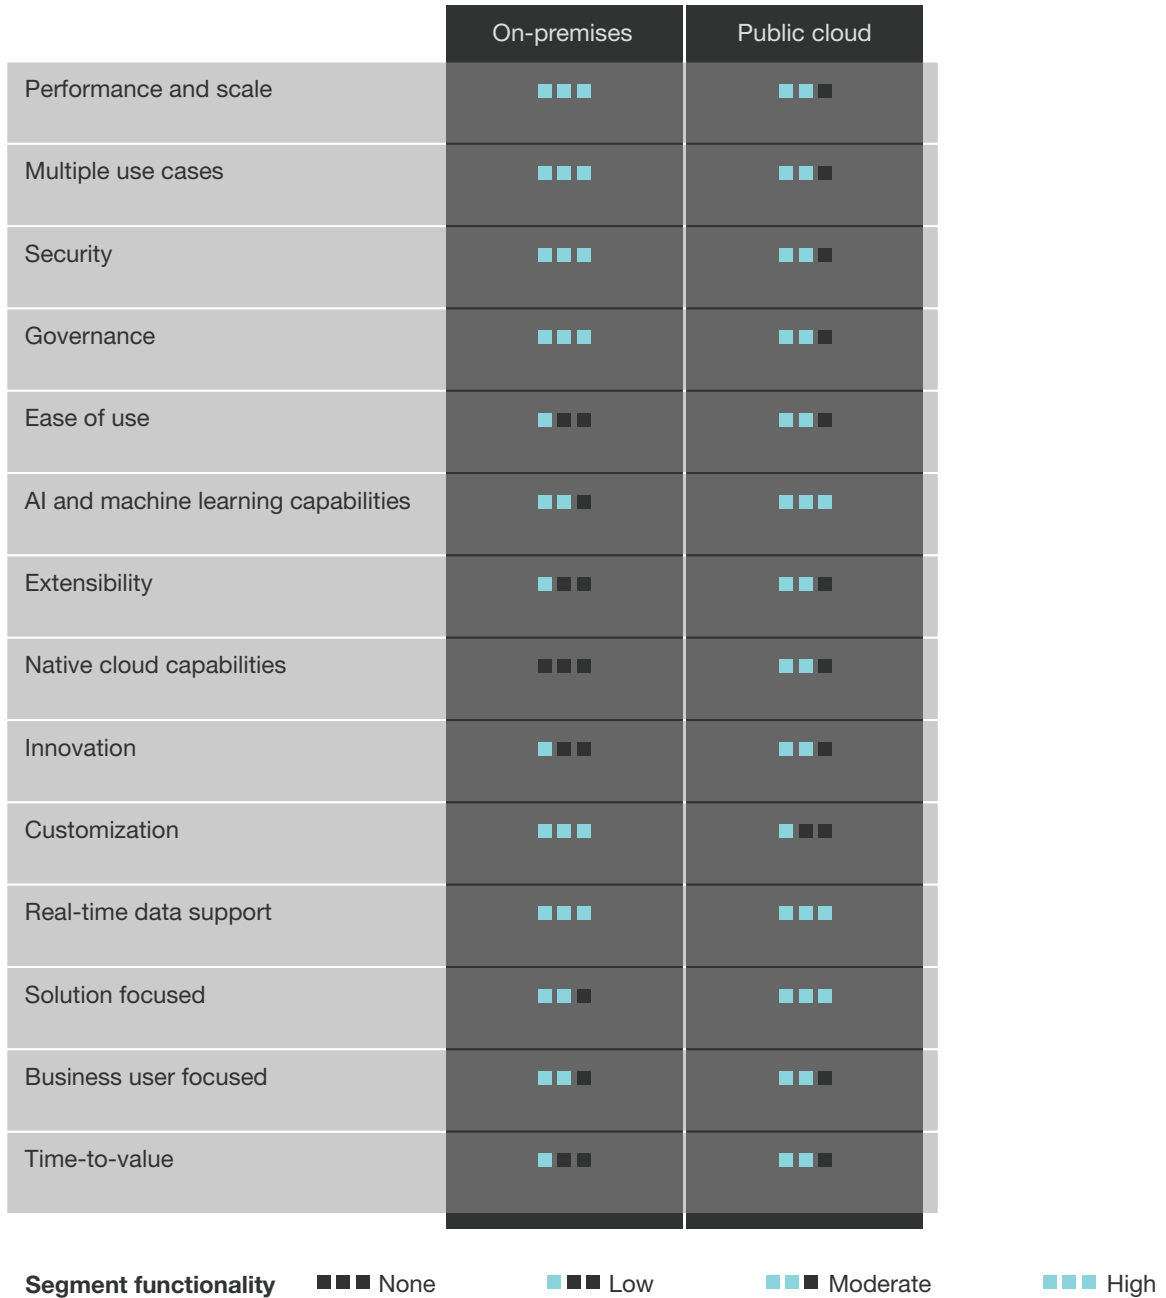 On-premises Public cloud
Performance and scale
Multiple use cases
Security
Governance
Ease of use
AI and machine learning capabilities
Extensibility
Native cloud capabilities
Innovation
Customization
Real-time data support
Solution focused
Business user focused
Time-to-value
Segment functionality None Low Moderate High